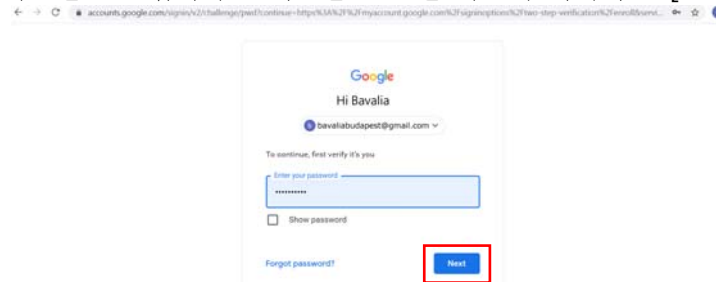 accounts.google.com/signin/v2/challenge/pwd?continue=https%3A%2F%2Fmyaccount.google.com%2Fsigninoptions%2Ftwo-step-verification%2Fenroll&servi...
Google
Hi Bavalia
bavaliabudapest@gmail.com
To continue, first verify it's you
Enter your password
••••••••••
Show password
Forgot password?
Next